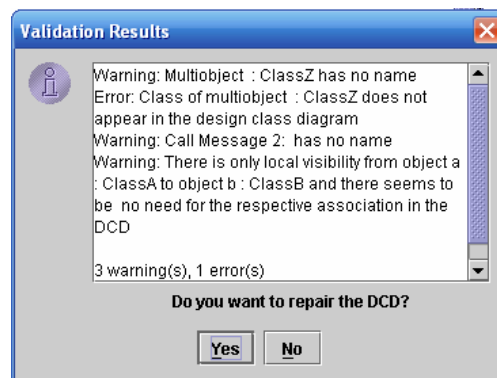 Validation Results
Warning: Multiobject : ClassZ has no name
Error: Class of multiobject : ClassZ does not
appear in the design class diagram
Warning: Call Message 2: has no name
Warning: There is only local visibility from object a
: ClassA to object b : ClassB and there seems to
be no need for the respective association in the
DCD
3 warning(s), 1 error(s)
Do you want to repair the DCD?
Yes No